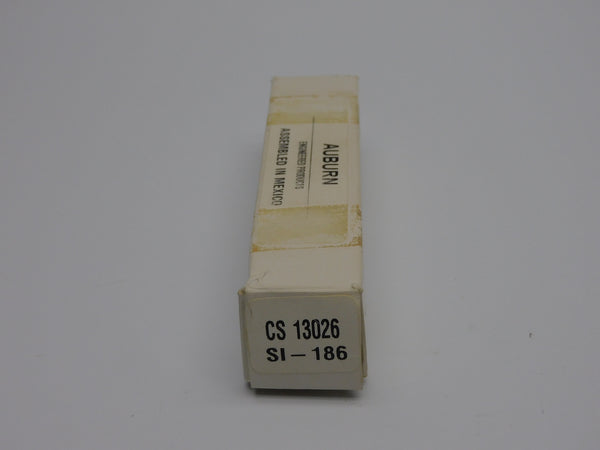 AUBURN
ENGINEERED PRODUCTS
ASSEMBLED IN MEXICO
CS 13026
SI-186